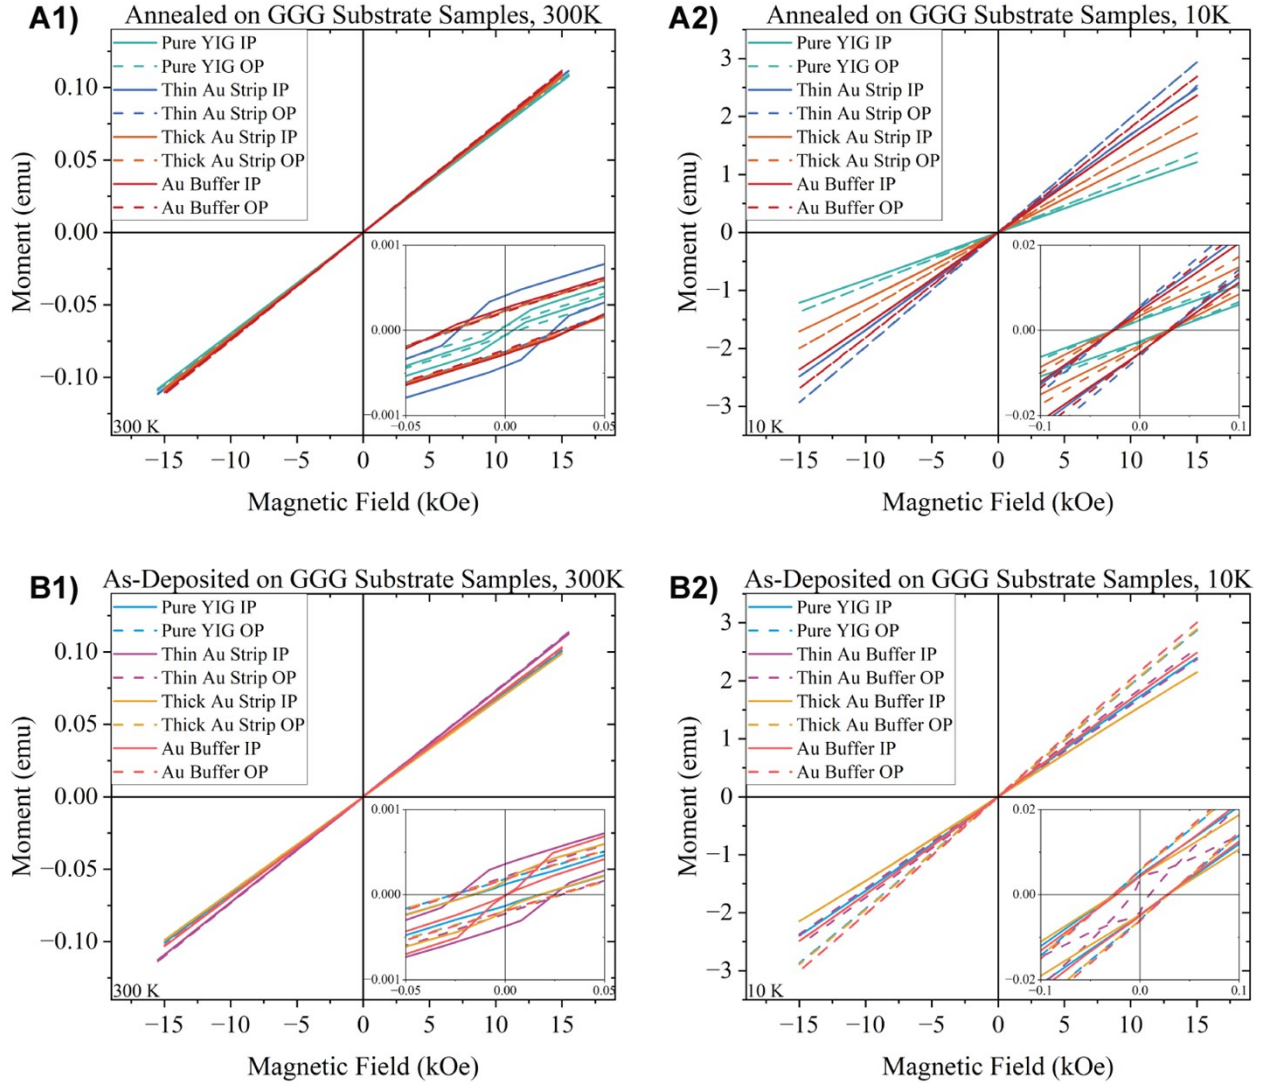 A1)
Annealed on GGG Substrate Samples, 300K
Pure YIG IP
Pure YIG OP
Thin Au Strip IP
Thin Au Strip OP
Thick Au Strip IP
Thick Au Strip OP
Au Buffer IP
Au Buffer OP
0.10
0.05
0.00
−0.05
−0.10
Moment (emu)
0.001
0.000
−0.001
−0.05
0.00
0.05
300 K
−15
−10
−5
0
5
10
15
Magnetic Field (kOe)
A2)
Annealed on GGG Substrate Samples, 10K
Pure YIG IP
Pure YIG OP
Thin Au Strip IP
Thin Au Strip OP
Thick Au Strip IP
Thick Au Strip OP
Au Buffer IP
Au Buffer OP
3
2
1
0
−1
−2
−3
Moment (emu)
0.02
0.00
−0.02
−0.1
0.0
0.1
10 K
−15
−10
−5
0
5
10
15
Magnetic Field (kOe)
B1)
As-Deposited on GGG Substrate Samples, 300K
Pure YIG IP
Pure YIG OP
Thin Au Strip IP
Thin Au Strip OP
Thick Au Strip IP
Thick Au Strip OP
Au Buffer IP
Au Buffer OP
0.10
0.05
0.00
−0.05
−0.10
Moment (emu)
0.001
0.000
−0.001
−0.05
0.00
0.05
300 K
−15
−10
−5
0
5
10
15
Magnetic Field (kOe)
B2)
As-Deposited on GGG Substrate Samples, 10K
Pure YIG IP
Pure YIG OP
Thin Au Buffer IP
Thin Au Buffer OP
Thick Au Buffer IP
Thick Au Buffer OP
Au Buffer IP
Au Buffer OP
3
2
1
0
−1
−2
−3
Moment (emu)
0.02
0.00
−0.02
−0.1
0.0
0.1
10 K
−15
−10
−5
0
5
10
15
Magnetic Field (kOe)